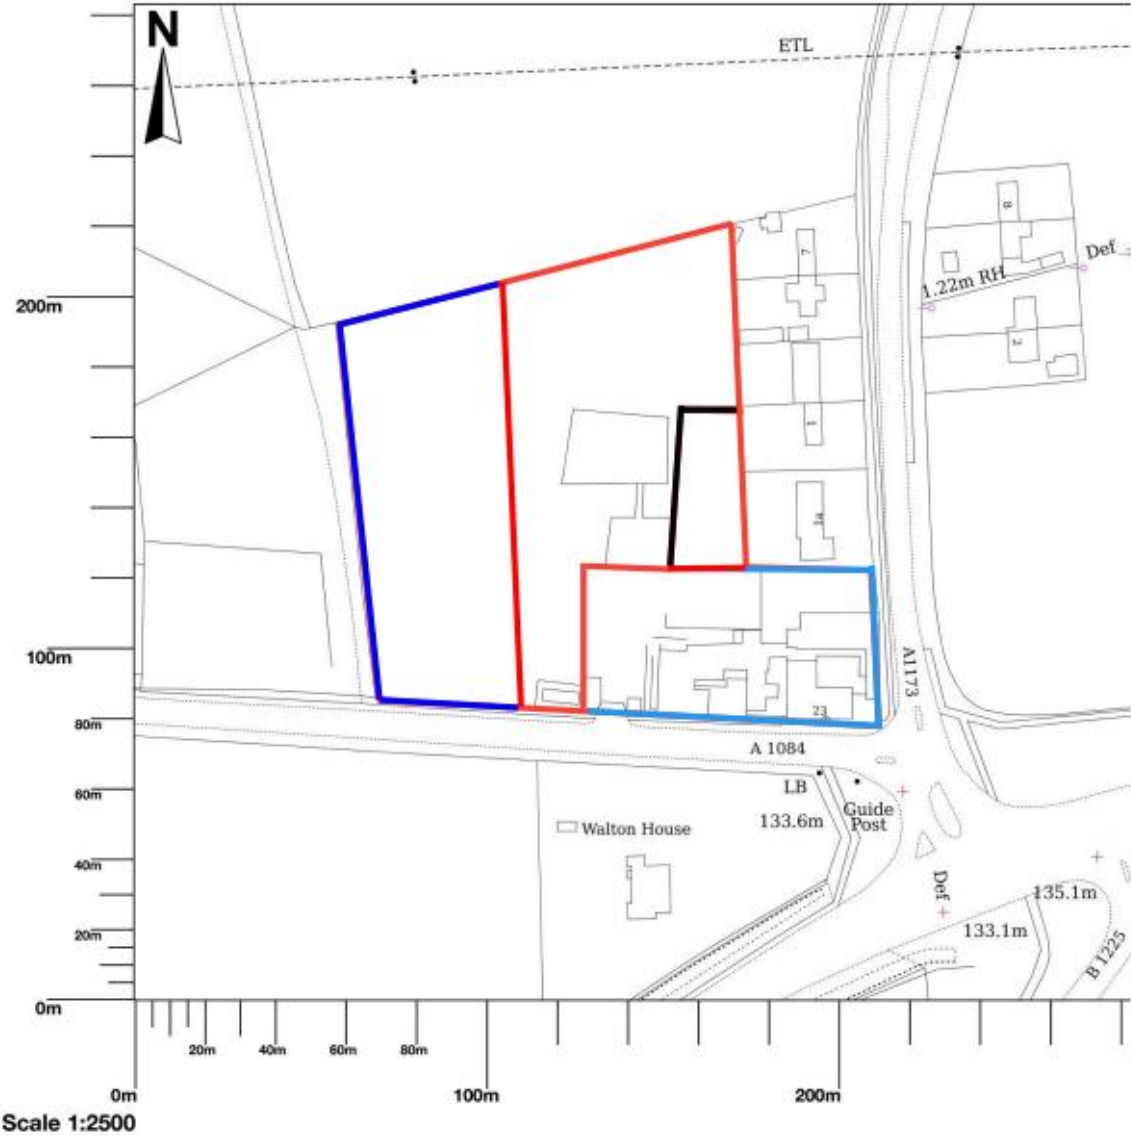 N
ETL
8
Def
7
1.22m RH
200m
2
1
1a
100m
A1173
80m
23
A 1084
60m
LB
133.6m
Guide
Post
Walton House
40m
Def
135.1m
20m
133.1m
B 1225
0m
20m
40m
60m
80m
0m
100m
200m
Scale 1:2500